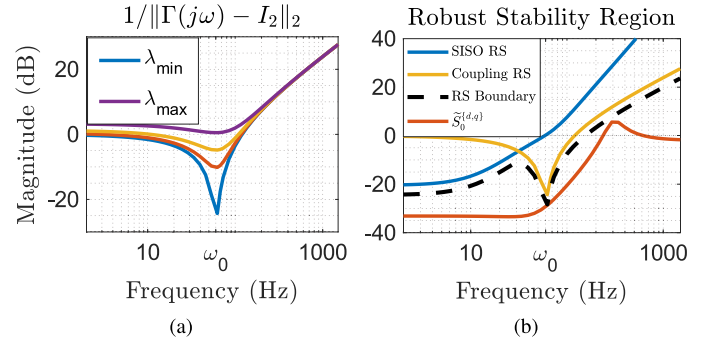 1/‖Γ(jω) − I₂‖₂
Magnitude (dB)
20
0
-20
λmin
λmax
10
ω₀
1000
Frequency (Hz)
(a)
Robust Stability Region
40
20
0
-20
-40
SISO RS
Coupling RS
RS Boundary
S̃₀^{d,q}
10
ω₀
1000
Frequency (Hz)
(b)